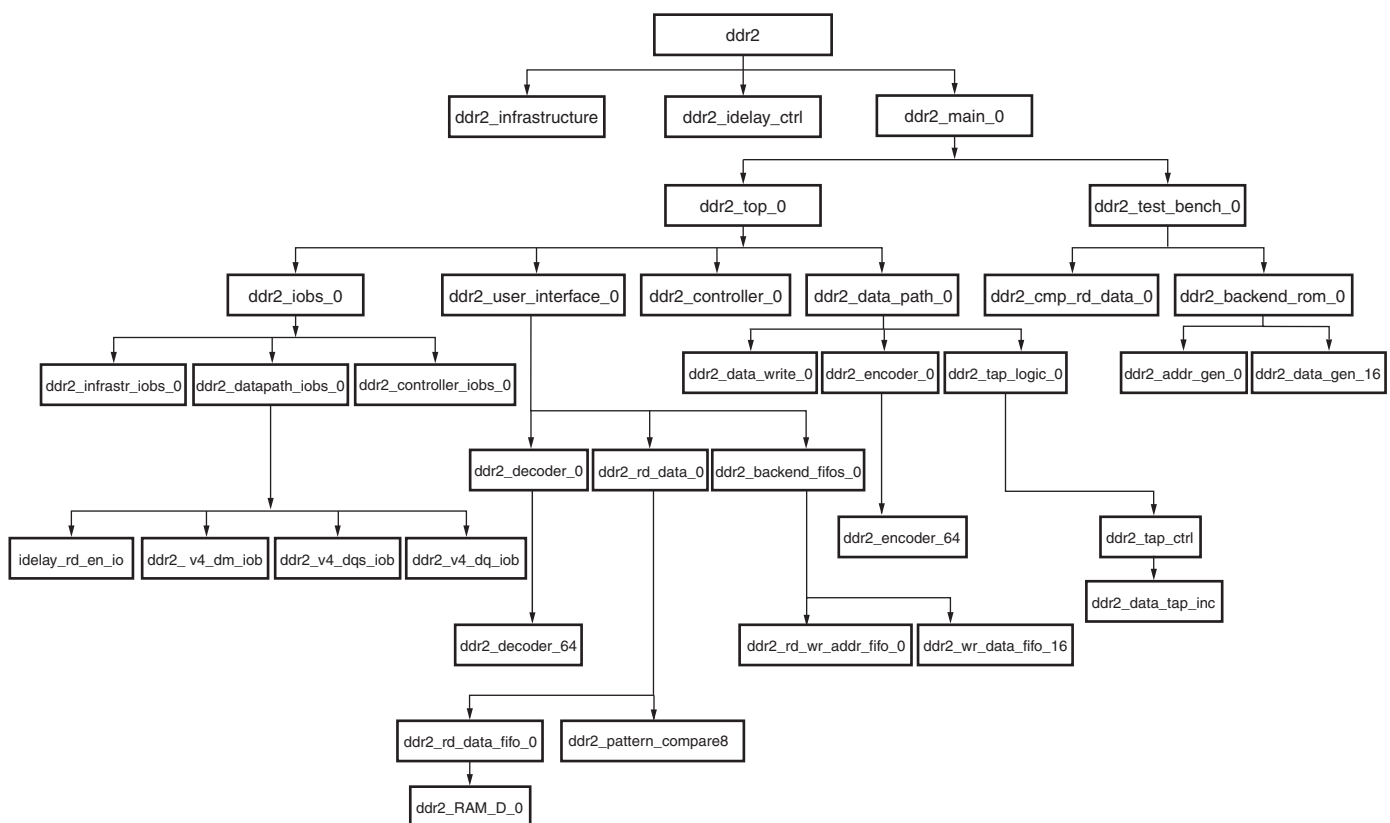 ddr2
ddr2_infrastructure
ddr2_idelay_ctrl
ddr2_main_0
ddr2_top_0
ddr2_test_bench_0
ddr2_iobs_0
ddr2_user_interface_0
ddr2_controller_0
ddr2_data_path_0
ddr2_cmp_rd_data_0
ddr2_backend_rom_0
ddr2_infrastr_iobs_0
ddr2_datapath_iobs_0
ddr2_controller_iobs_0
ddr2_data_write_0
ddr2_encoder_0
ddr2_tap_logic_0
ddr2_addr_gen_0
ddr2_data_gen_16
ddr2_decoder_0
ddr2_rd_data_0
ddr2_backend_fifos_0
ddr2_encoder_64
ddr2_tap_ctrl
idelay_rd_en_io
ddr2_ v4_dm_iob
ddr2_v4_dqs_iob
ddr2_v4_dq_iob
ddr2_data_tap_inc
ddr2_decoder_64
ddr2_rd_wr_addr_fifo_0
ddr2_wr_data_fifo_16
ddr2_rd_data_fifo_0
ddr2_pattern_compare8
ddr2_RAM_D_0